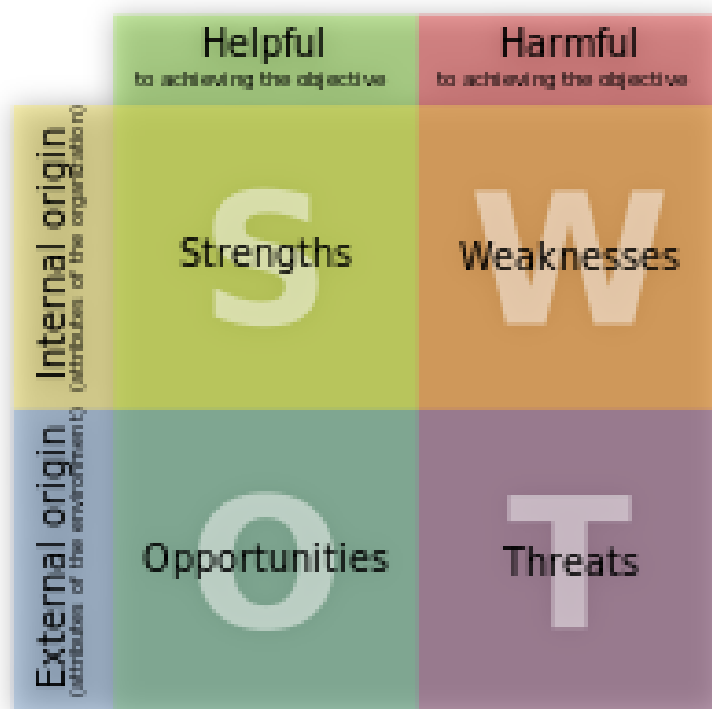 Helpful
to achieving the objective
Harmful
to achieving the objective
Internal origin
(attributes of the organization)
S
Strengths
W
Weaknesses
External origin
(attributes of the environment)
O
Opportunities
T
Threats